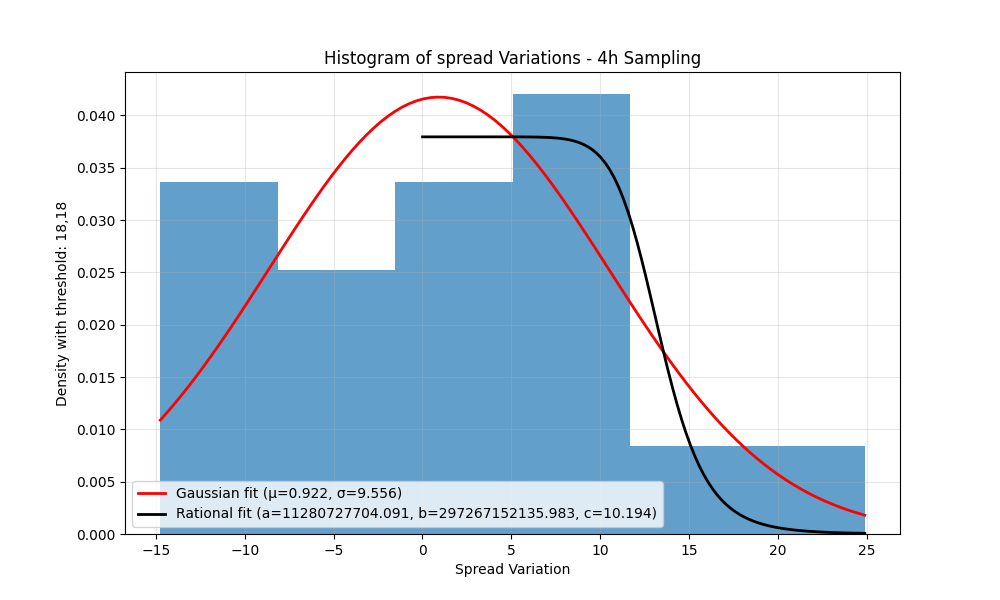 Histogram of spread Variations - 4h Sampling
Density with threshold: 18,18
0.040
0.035
0.030
0.025
0.020
0.015
0.010
0.005
0.000
Gaussian fit (μ=0.922, σ=9.556)
Rational fit (a=11280727704.091, b=297267152135.983, c=10.194)
−15 −10 −5 0 5 10 15 20 25
Spread Variation